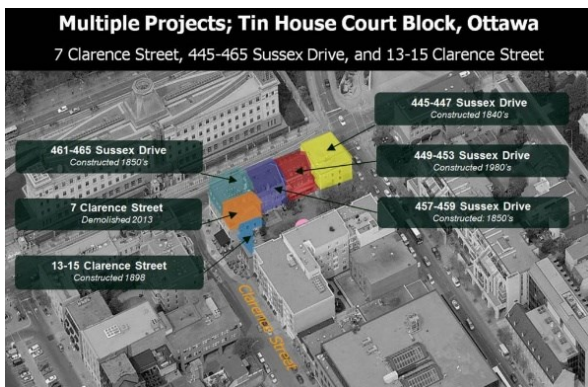 Multiple Projects; Tin House Court Block, Ottawa
7 Clarence Street, 445-465 Sussex Drive, and 13-15 Clarence Street
445-447 Sussex Drive
Constructed 1840's
461-465 Sussex Drive
Constructed 1850's
449-453 Sussex Drive
Constructed 1980's
7 Clarence Street
Demolished 2013
457-459 Sussex Drive
Constructed: 1850's
13-15 Clarence Street
Constructed 1898
Clarence Street